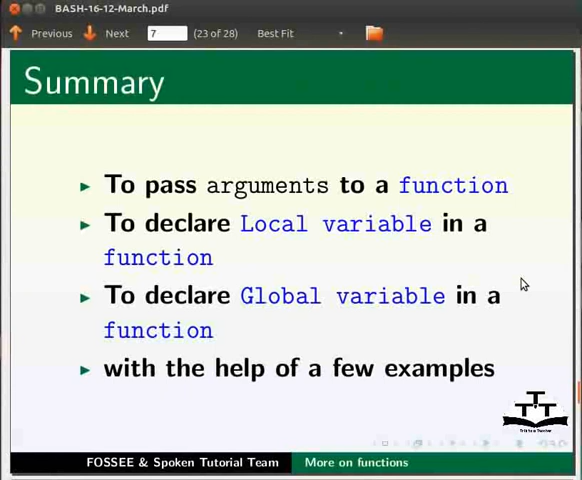 BASH-16-12-March.pdf
Previous Next 7 (23 of 28) Best Fit
Summary
To pass arguments to a function
To declare Local variable in a
function
To declare Global variable in a
function
with the help of a few examples
FOSSEE & Spoken Tutorial Team More on functions